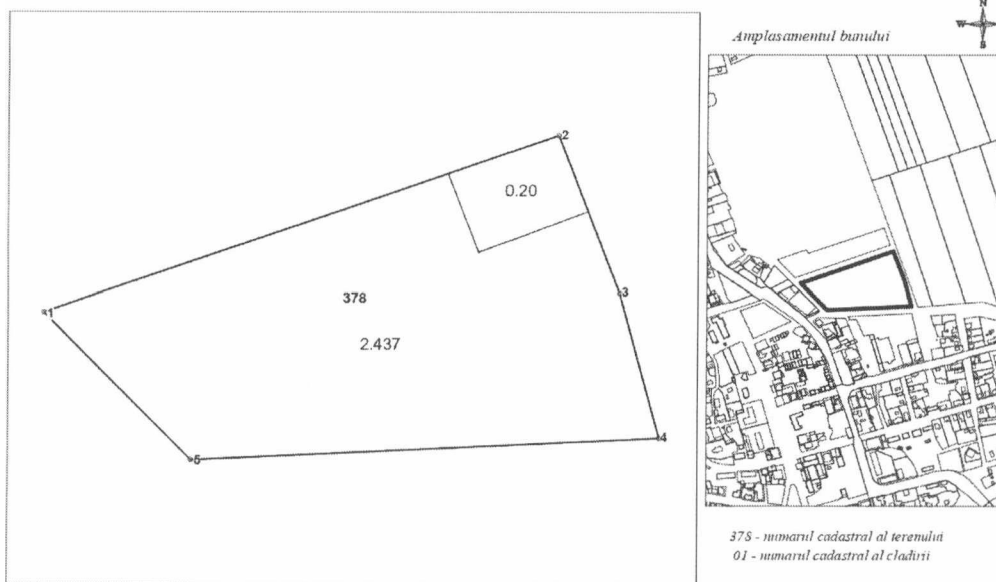 N
W
S
Amplasamentul bunului
2
0.20
3
378
1
2.437
4
5
378 - numarul cadastral al terenului
01 - numarul cadastral al cladirii